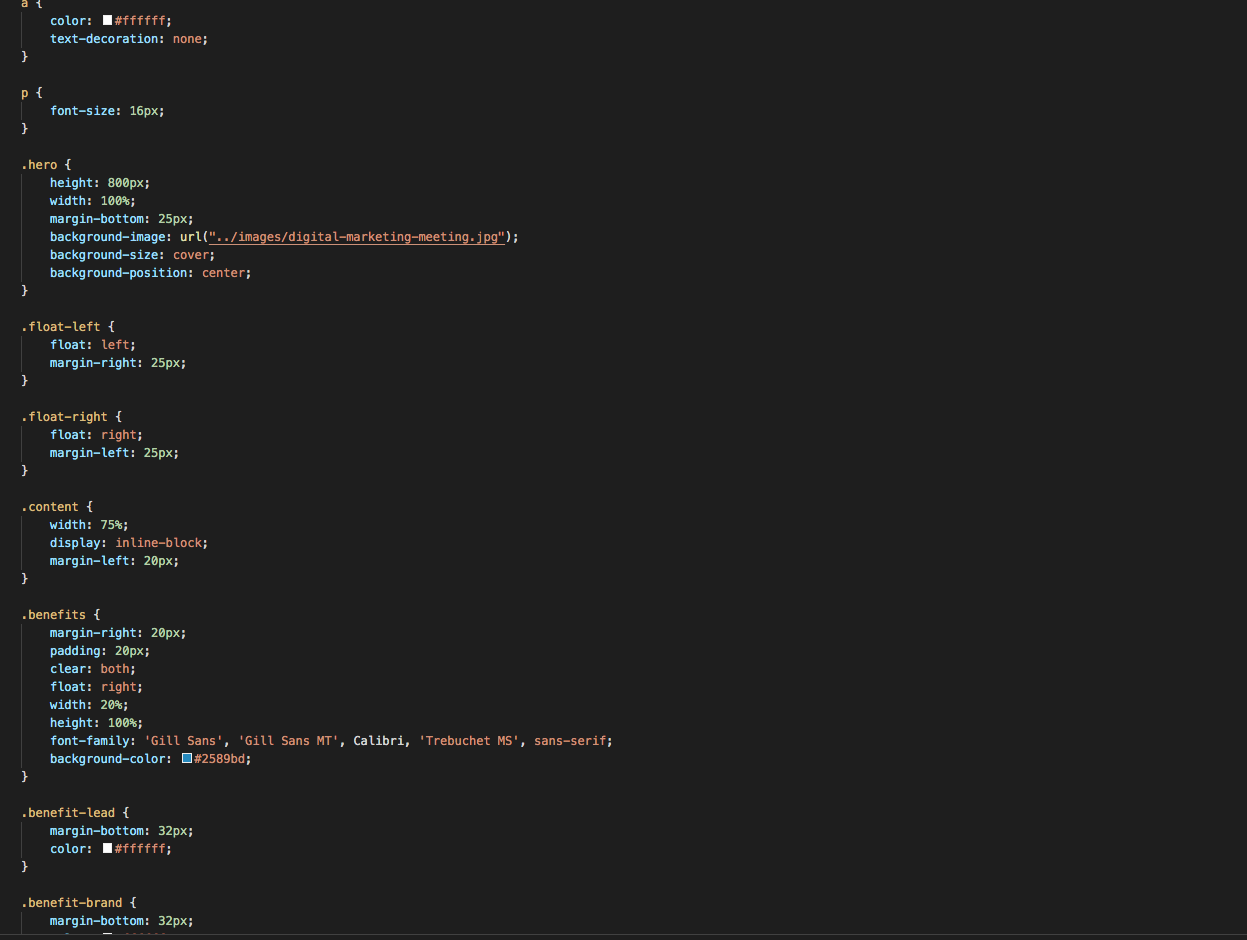 a {
    color: #ffffff;
    text-decoration: none;
}

p {
    font-size: 16px;
}

.hero {
    height: 800px;
    width: 100%;
    margin-bottom: 25px;
    background-image: url("../images/digital-marketing-meeting.jpg");
    background-size: cover;
    background-position: center;
}

.float-left {
    float: left;
    margin-right: 25px;
}

.float-right {
    float: right;
    margin-left: 25px;
}

.content {
    width: 75%;
    display: inline-block;
    margin-left: 20px;
}

.benefits {
    margin-right: 20px;
    padding: 20px;
    clear: both;
    float: right;
    width: 20%;
    height: 100%;
    font-family: 'Gill Sans', 'Gill Sans MT', Calibri, 'Trebuchet MS', sans-serif;
    background-color: #2589bd;
}

.benefit-lead {
    margin-bottom: 32px;
    color: #ffffff;
}

.benefit-brand {
    margin-bottom: 32px;